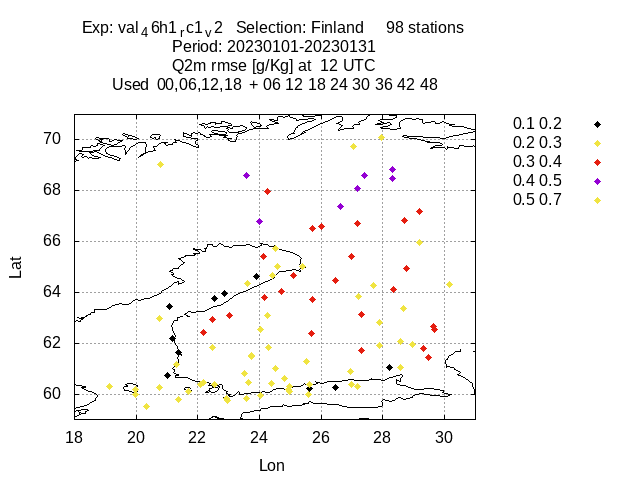 Exp: val₄6h1ᵣc1ᵥ2 Selection: Finland 98 stations
Period: 20230101-20230131
Q2m rmse [g/Kg] at 12 UTC
Used 00,06,12,18 + 06 12 18 24 30 36 42 48
0.1 0.2
0.2 0.3
0.3 0.4
0.4 0.5
0.5 0.7
70
68
66
64
62
60
Lat
18 20 22 24 26 28 30
Lon